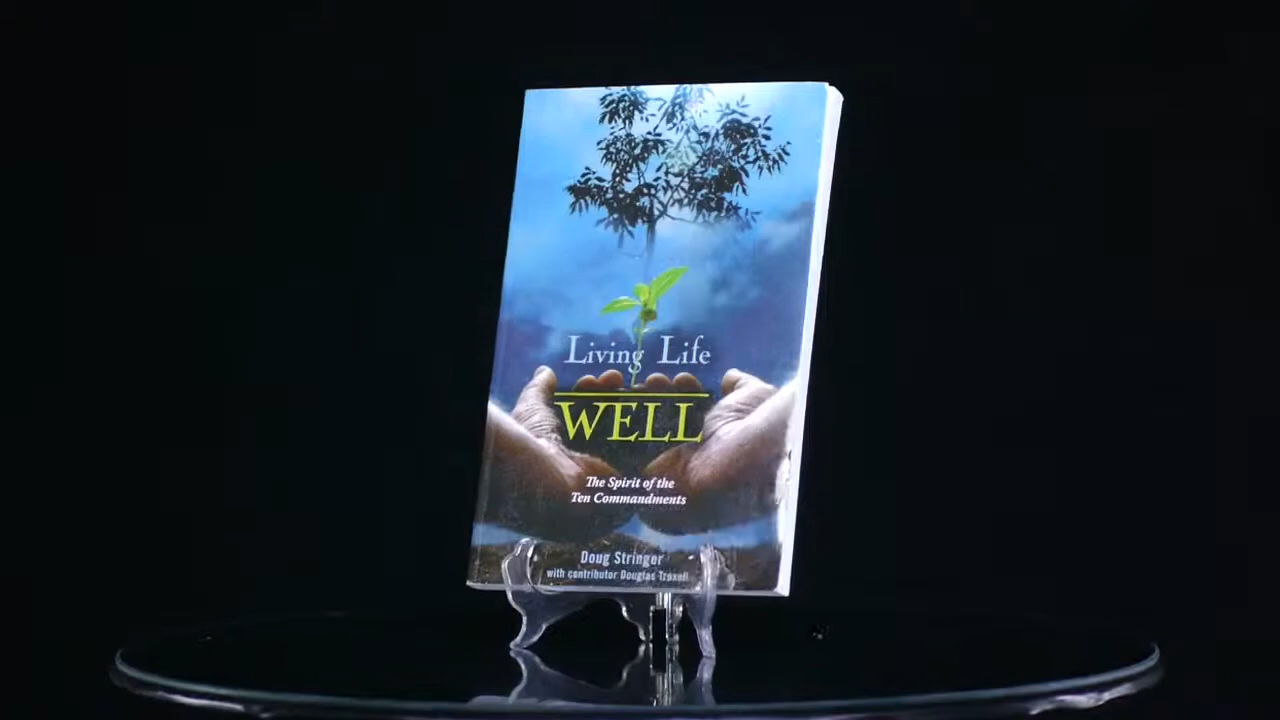 Living Life
WELL
The Spirit of the
Ten Commandments
Doug Stringer
with contributor Douglas Troxell